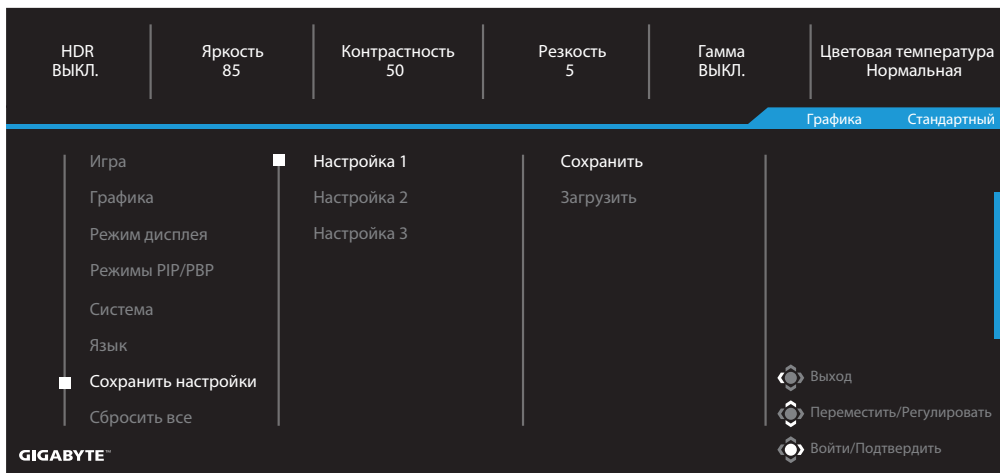 HDR
ВЫКЛ.
Яркость
85
Контрастность
50
Резкость
5
Гамма
ВЫКЛ.
Цветовая температура
Нормальная
Графика Стандартный
Игра
Графика
Режим дисплея
Режимы PIP/PBP
Система
Язык
Сохранить настройки
Сбросить все
Настройка 1
Настройка 2
Настройка 3
Сохранить
Загрузить
Выход
Переместить/Регулировать
Войти/Подтвердить
GIGABYTE™